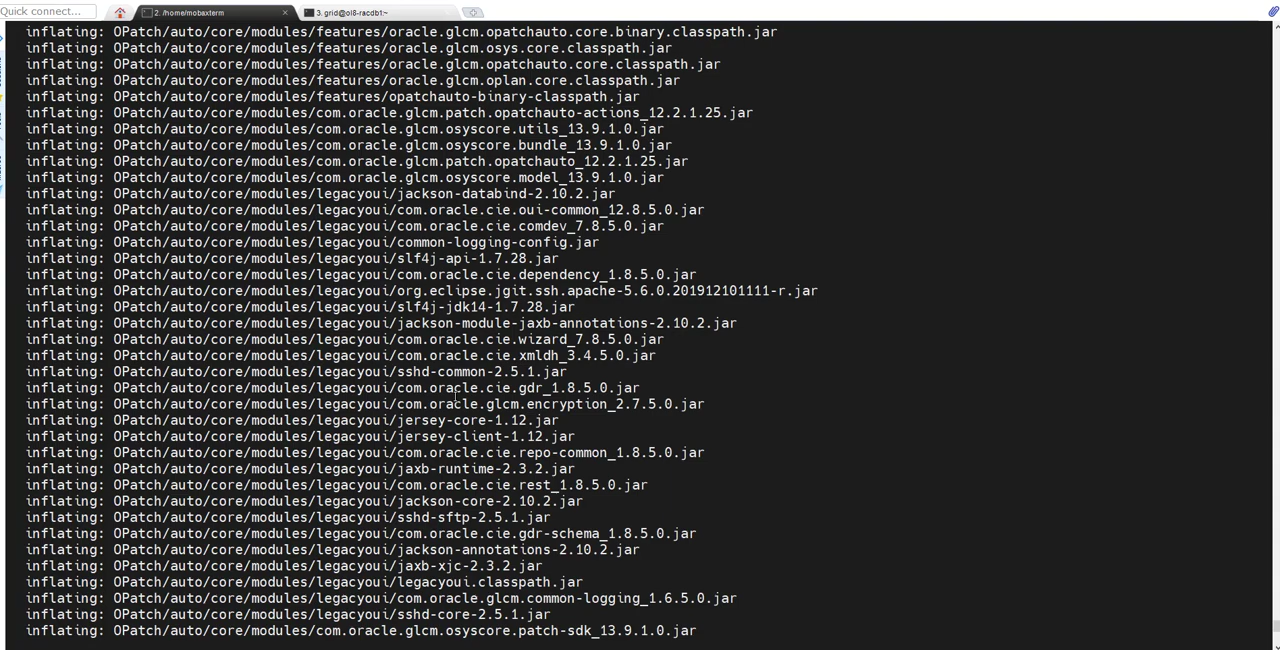 Quick connect...
2. /home/mobaxterm
3. grid@ol8-racdb1:~
inflating: OPatch/auto/core/modules/features/oracle.glcm.opatchauto.core.binary.classpath.jar
inflating: OPatch/auto/core/modules/features/oracle.glcm.osys.core.classpath.jar
inflating: OPatch/auto/core/modules/features/oracle.glcm.opatchauto.core.classpath.jar
inflating: OPatch/auto/core/modules/features/oracle.glcm.oplan.core.classpath.jar
inflating: OPatch/auto/core/modules/features/opatchauto-binary-classpath.jar
inflating: OPatch/auto/core/modules/com.oracle.glcm.patch.opatchauto-actions_12.2.1.25.jar
inflating: OPatch/auto/core/modules/com.oracle.glcm.osyscore.utils_13.9.1.0.jar
inflating: OPatch/auto/core/modules/com.oracle.glcm.osyscore.bundle_13.9.1.0.jar
inflating: OPatch/auto/core/modules/com.oracle.glcm.patch.opatchauto_12.2.1.25.jar
inflating: OPatch/auto/core/modules/com.oracle.glcm.osyscore.model_13.9.1.0.jar
inflating: OPatch/auto/core/modules/legacyoui/jackson-databind-2.10.2.jar
inflating: OPatch/auto/core/modules/legacyoui/com.oracle.cie.oui-common_12.8.5.0.jar
inflating: OPatch/auto/core/modules/legacyoui/com.oracle.cie.comdev_7.8.5.0.jar
inflating: OPatch/auto/core/modules/legacyoui/common-logging-config.jar
inflating: OPatch/auto/core/modules/legacyoui/slf4j-api-1.7.28.jar
inflating: OPatch/auto/core/modules/legacyoui/com.oracle.cie.dependency_1.8.5.0.jar
inflating: OPatch/auto/core/modules/legacyoui/org.eclipse.jgit.ssh.apache-5.6.0.201912101111-r.jar
inflating: OPatch/auto/core/modules/legacyoui/slf4j-jdk14-1.7.28.jar
inflating: OPatch/auto/core/modules/legacyoui/jackson-module-jaxb-annotations-2.10.2.jar
inflating: OPatch/auto/core/modules/legacyoui/com.oracle.cie.wizard_7.8.5.0.jar
inflating: OPatch/auto/core/modules/legacyoui/com.oracle.cie.xmldh_3.4.5.0.jar
inflating: OPatch/auto/core/modules/legacyoui/sshd-common-2.5.1.jar
inflating: OPatch/auto/core/modules/legacyoui/com.oracle.cie.gdr_1.8.5.0.jar
inflating: OPatch/auto/core/modules/legacyoui/com.oracle.glcm.encryption_2.7.5.0.jar
inflating: OPatch/auto/core/modules/legacyoui/jersey-core-1.12.jar
inflating: OPatch/auto/core/modules/legacyoui/jersey-client-1.12.jar
inflating: OPatch/auto/core/modules/legacyoui/com.oracle.cie.repo-common_1.8.5.0.jar
inflating: OPatch/auto/core/modules/legacyoui/jaxb-runtime-2.3.2.jar
inflating: OPatch/auto/core/modules/legacyoui/com.oracle.cie.rest_1.8.5.0.jar
inflating: OPatch/auto/core/modules/legacyoui/jackson-core-2.10.2.jar
inflating: OPatch/auto/core/modules/legacyoui/sshd-sftp-2.5.1.jar
inflating: OPatch/auto/core/modules/legacyoui/com.oracle.cie.gdr-schema_1.8.5.0.jar
inflating: OPatch/auto/core/modules/legacyoui/jackson-annotations-2.10.2.jar
inflating: OPatch/auto/core/modules/legacyoui/jaxb-xjc-2.3.2.jar
inflating: OPatch/auto/core/modules/legacyoui/legacyoui.classpath.jar
inflating: OPatch/auto/core/modules/legacyoui/com.oracle.glcm.common-logging_1.6.5.0.jar
inflating: OPatch/auto/core/modules/legacyoui/sshd-core-2.5.1.jar
inflating: OPatch/auto/core/modules/com.oracle.glcm.osyscore.patch-sdk_13.9.1.0.jar